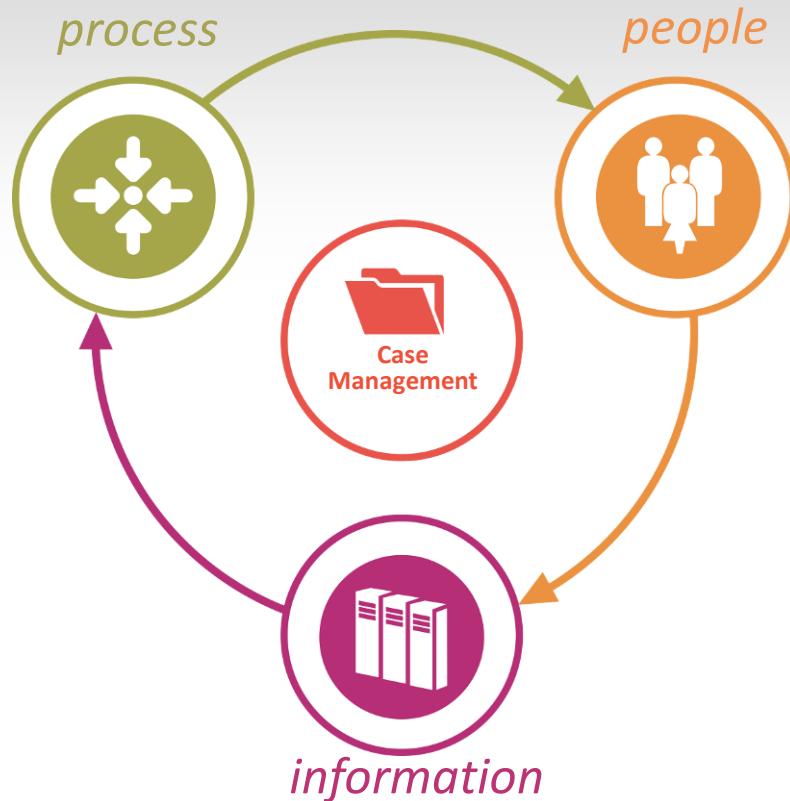 process
people
Case
Management
information